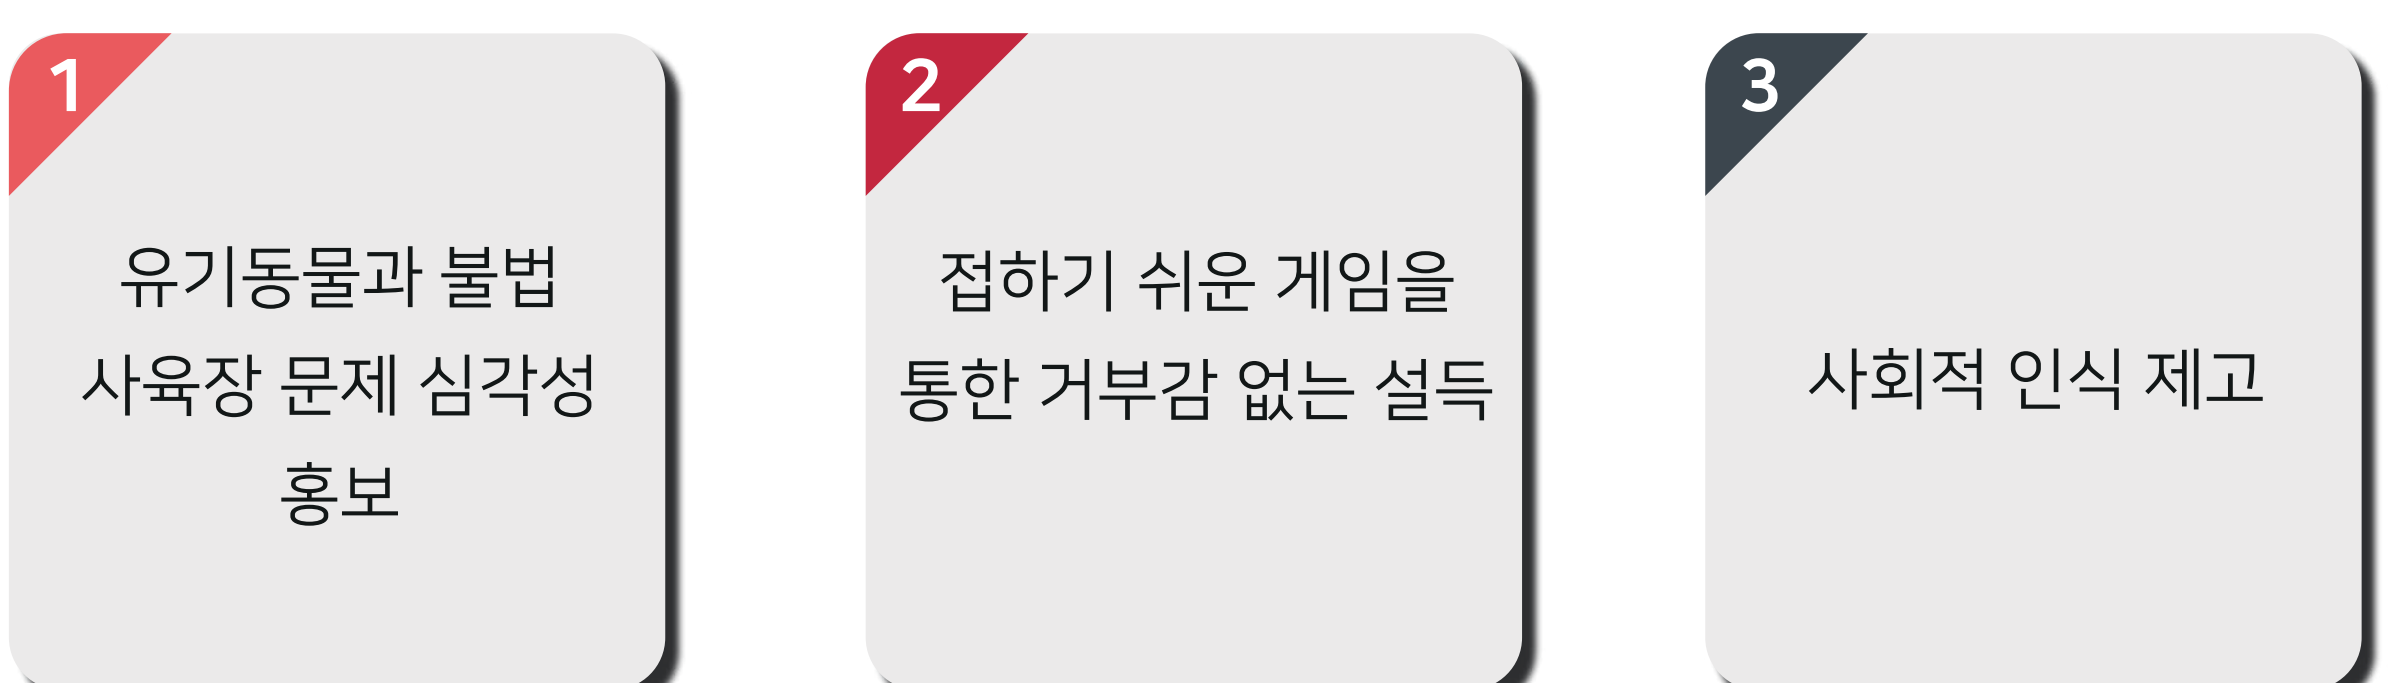 1
유기동물과 불법
사육장 문제 심각성
홍보
2
접하기 쉬운 게임을
통한 거부감 없는 설득
3
사회적 인식 제고